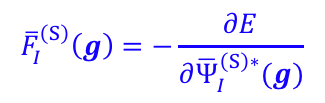 F̅_I^{(S)}(𝒈) = −∂E / ∂Ψ̅_I^{(S)*}(𝒈)